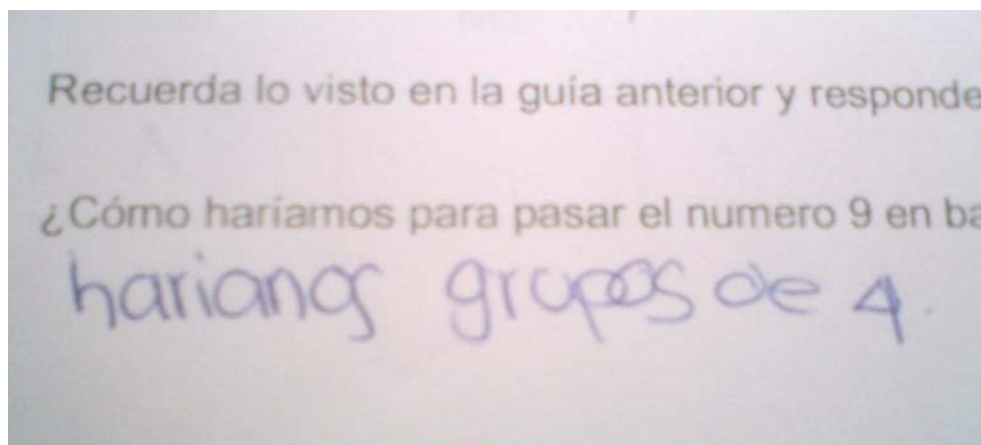 Recuerda lo visto en la guía anterior y responde
¿Cómo haríamos para pasar el numero 9 en ba
harianos grupos de 4.